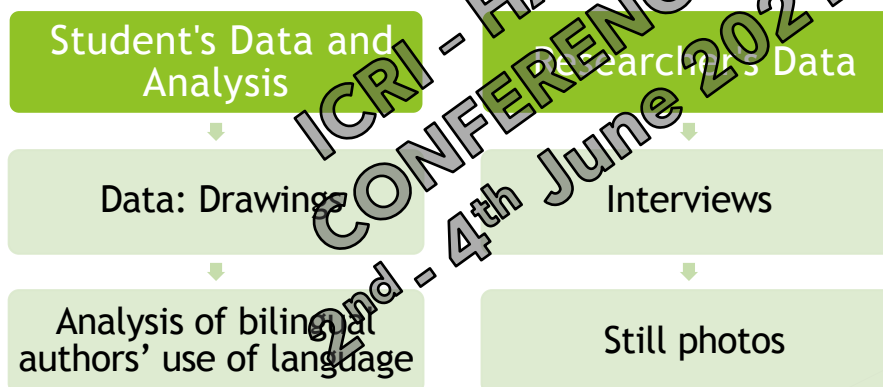 Student's Data and
Analysis
Data: Drawings
Analysis of bilingual
authors’ use of language
Researcher's Data
Interviews
Still photos
ICRI -
CONFERENCE
2nd - 4th June 202